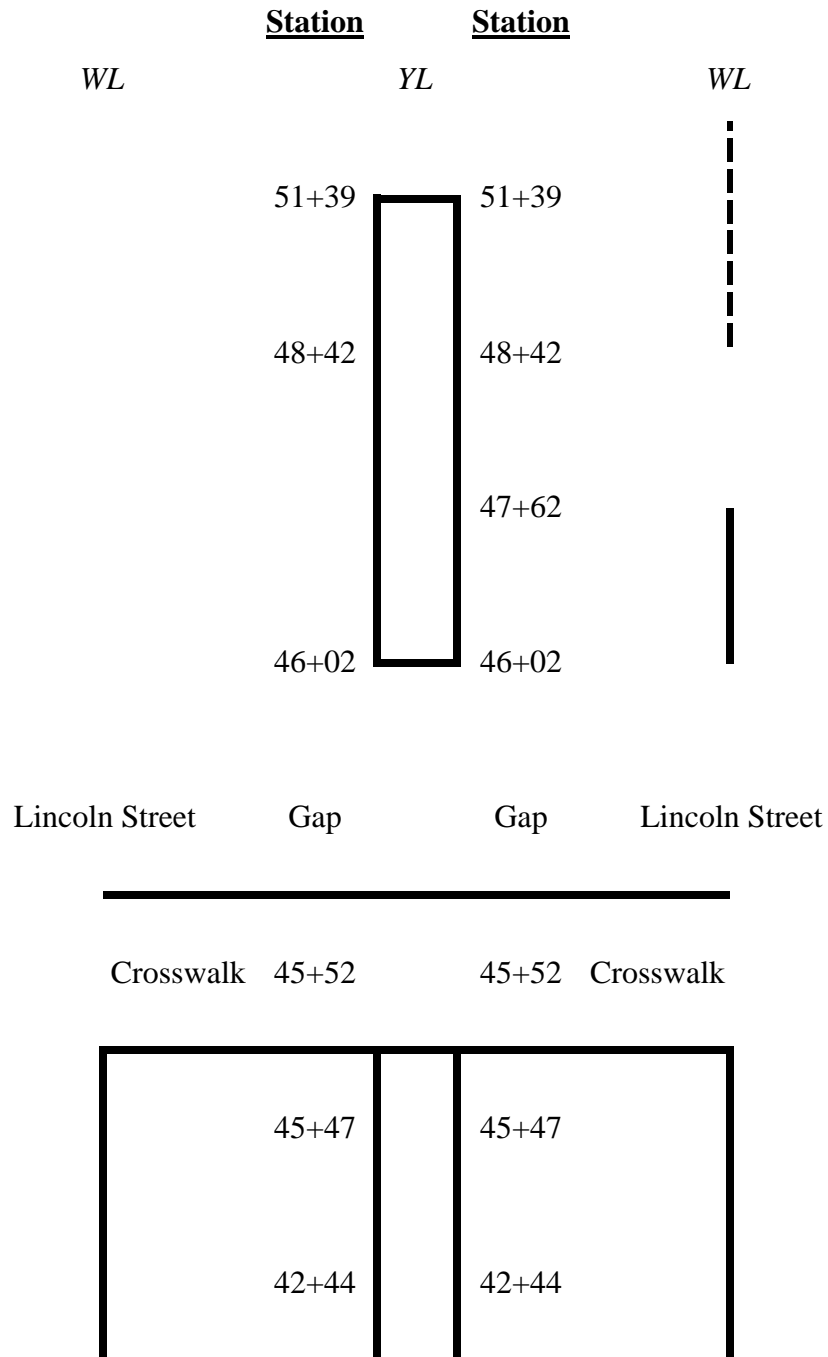 Station Station
WL YL WL
51+39 51+39
48+42 48+42
47+62
46+02 46+02
Lincoln Street Gap Gap Lincoln Street
Crosswalk 45+52 45+52 Crosswalk
45+47 45+47
42+44 42+44